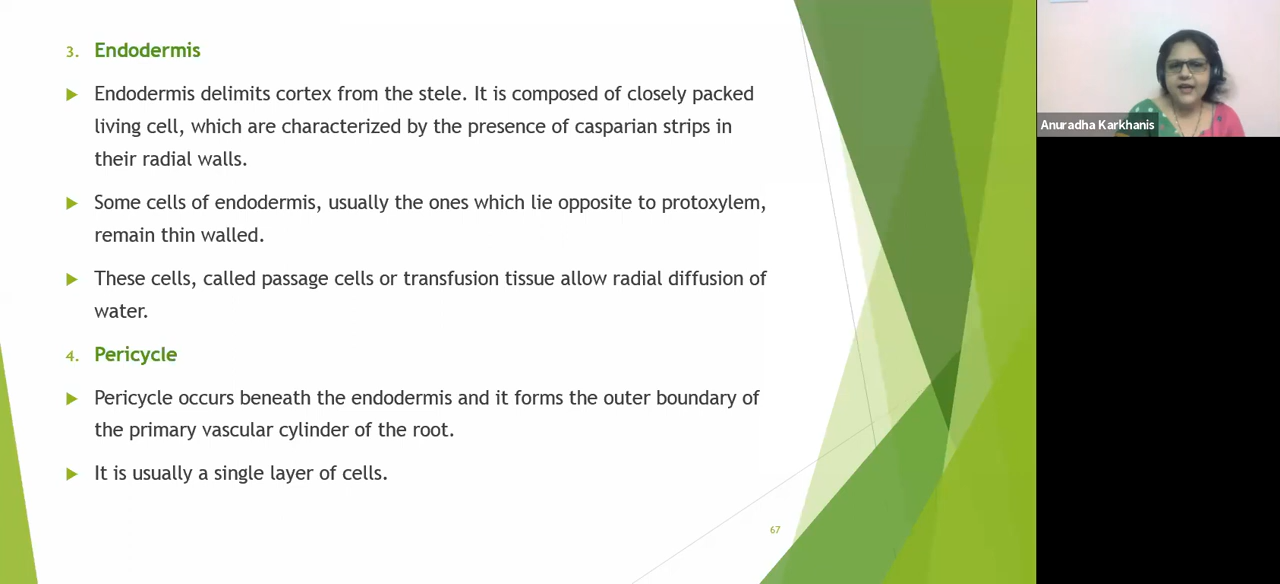 3. Endodermis
Endodermis delimits cortex from the stele. It is composed of closely packed
living cell, which are characterized by the presence of casparian strips in
their radial walls.
Some cells of endodermis, usually the ones which lie opposite to protoxylem,
remain thin walled.
These cells, called passage cells or transfusion tissue allow radial diffusion of
water.
4. Pericycle
Pericycle occurs beneath the endodermis and it forms the outer boundary of
the primary vascular cylinder of the root.
It is usually a single layer of cells.
67
Anuradha Karkhanis